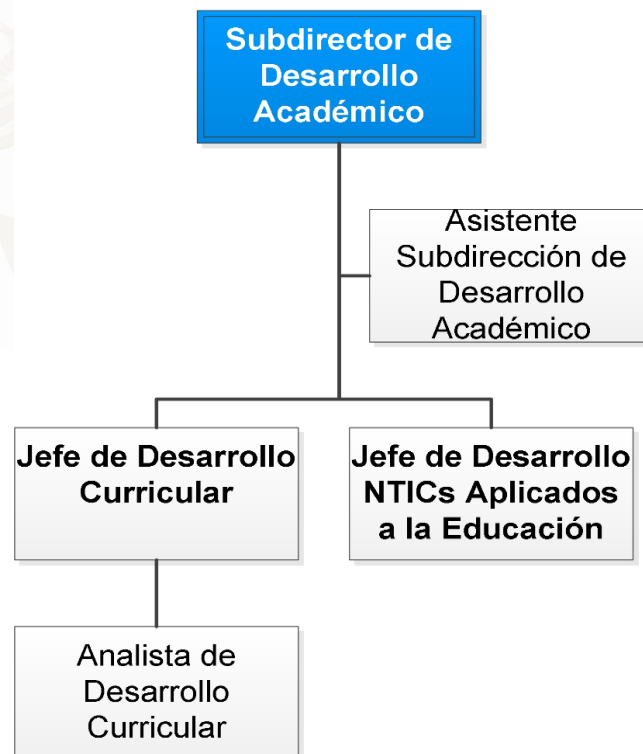 Subdirector de
Desarrollo
Académico
Asistente
Subdirección de
Desarrollo
Académico
Jefe de Desarrollo
Curricular
Jefe de Desarrollo
NTICs Aplicados
a la Educación
Analista de
Desarrollo
Curricular